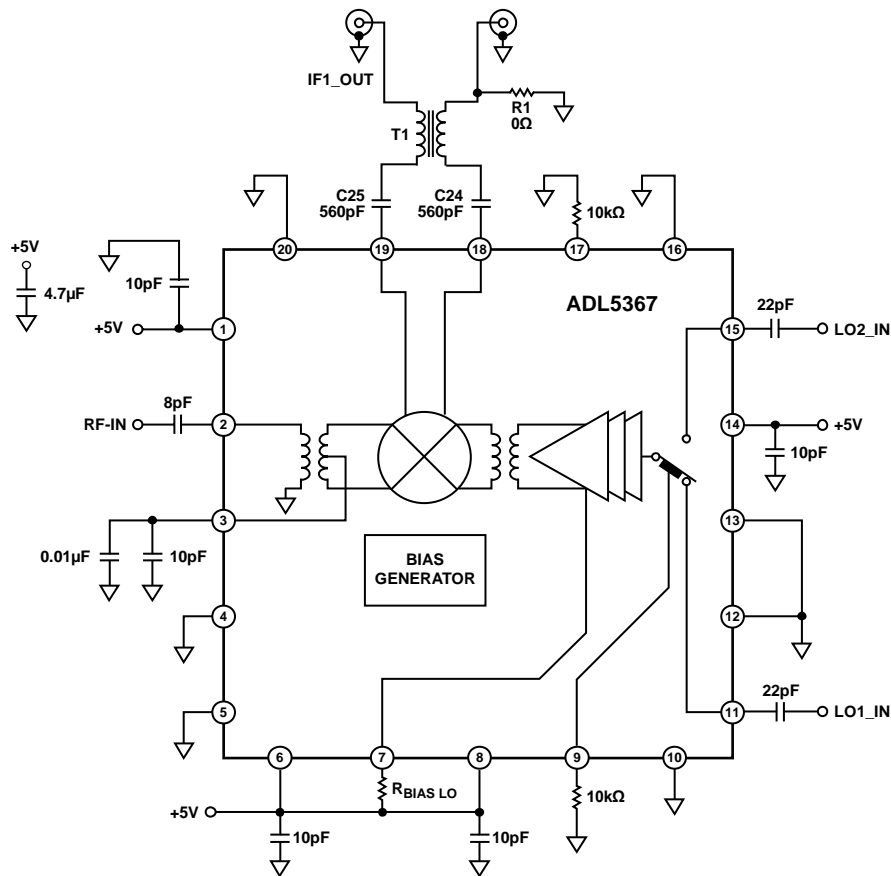 IF1_OUT
R1
0Ω
T1
C25
560pF
C24
560pF
10kΩ
+5V
4.7µF
10pF
+5V
20
19
18
17
16
ADL5367
22pF
LO2_IN
1
15
8pF
RF-IN
2
14
+5V
10pF
3
13
0.01µF
10pF
BIAS
GENERATOR
4
12
22pF
5
11
LO1_IN
6
7
8
9
10
+5V
RBIAS LO
10kΩ
10pF
10pF